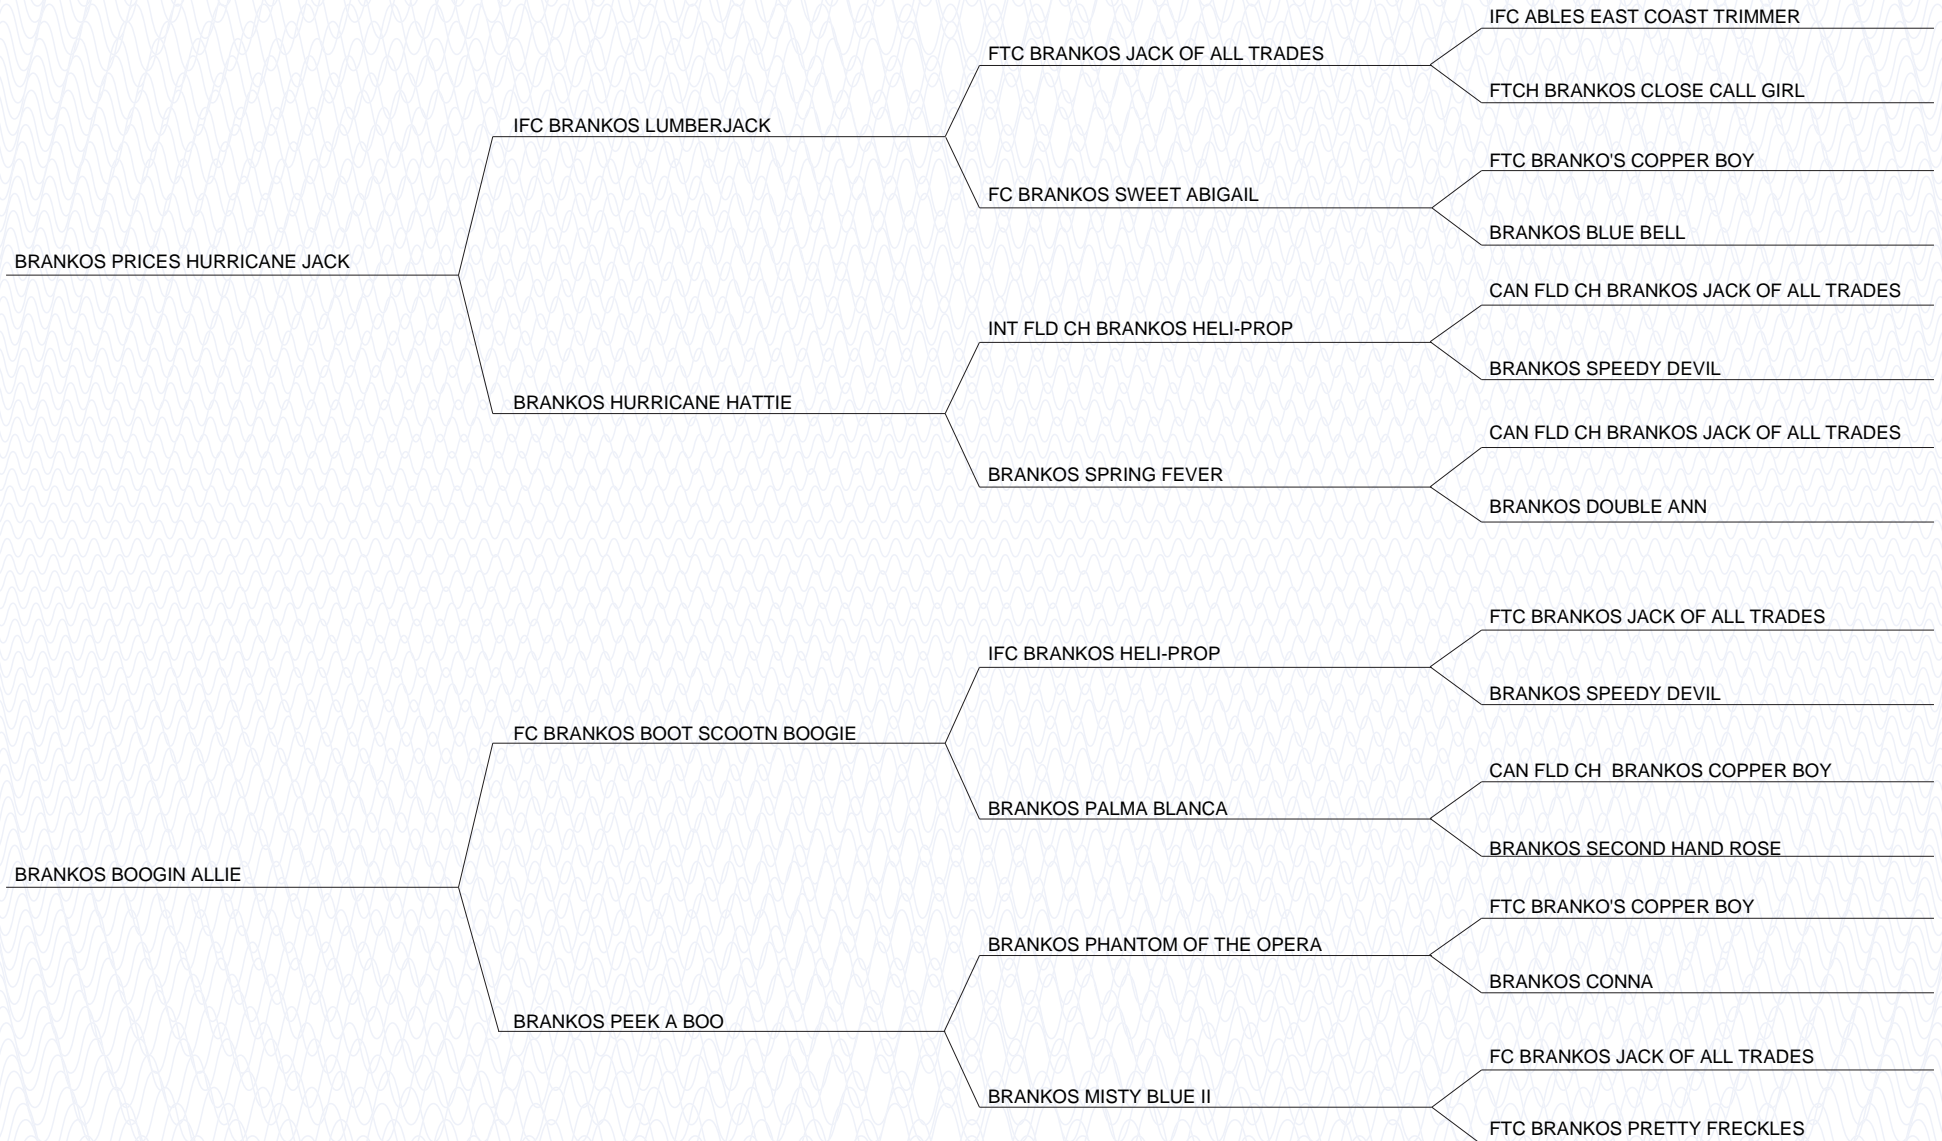 IFC ABLES EAST COAST TRIMMER
FTC BRANKOS JACK OF ALL TRADES
FTCH BRANKOS CLOSE CALL GIRL
IFC BRANKOS LUMBERJACK
FTC BRANKO'S COPPER BOY
FC BRANKOS SWEET ABIGAIL
BRANKOS BLUE BELL
BRANKOS PRICES HURRICANE JACK
CAN FLD CH BRANKOS JACK OF ALL TRADES
INT FLD CH BRANKOS HELI-PROP
BRANKOS SPEEDY DEVIL
BRANKOS HURRICANE HATTIE
CAN FLD CH BRANKOS JACK OF ALL TRADES
BRANKOS SPRING FEVER
BRANKOS DOUBLE ANN
FTC BRANKOS JACK OF ALL TRADES
IFC BRANKOS HELI-PROP
BRANKOS SPEEDY DEVIL
FC BRANKOS BOOT SCOOTN BOOGIE
CAN FLD CH  BRANKOS COPPER BOY
BRANKOS PALMA BLANCA
BRANKOS SECOND HAND ROSE
BRANKOS BOOGIN ALLIE
FTC BRANKO'S COPPER BOY
BRANKOS PHANTOM OF THE OPERA
BRANKOS CONNA
BRANKOS PEEK A BOO
FC BRANKOS JACK OF ALL TRADES
BRANKOS MISTY BLUE II
FTC BRANKOS PRETTY FRECKLES